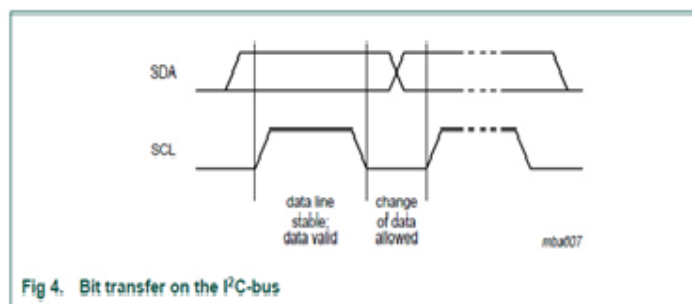 SDA
SCL
data line
stable;
data valid
change
of data
allowed
mba607
Fig 4. Bit transfer on the I²C-bus